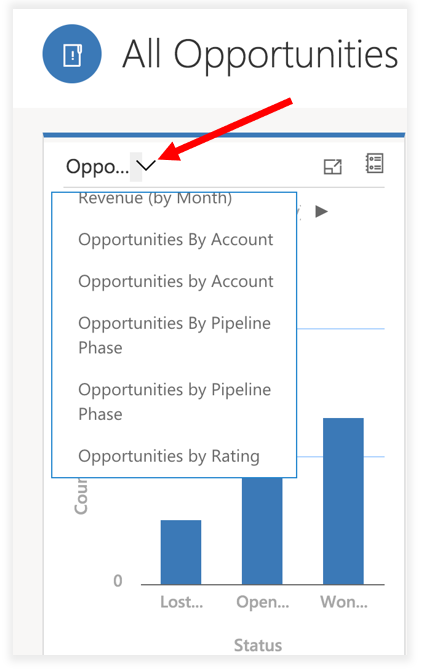 All Opportunities
Oppo...
Revenue (by Month)
Opportunities By Account
Opportunities by Account
Opportunities By Pipeline
Phase
Opportunities by Pipeline
Phase
Opportunities by Rating
0
Lost...
Open...
Won...
Status